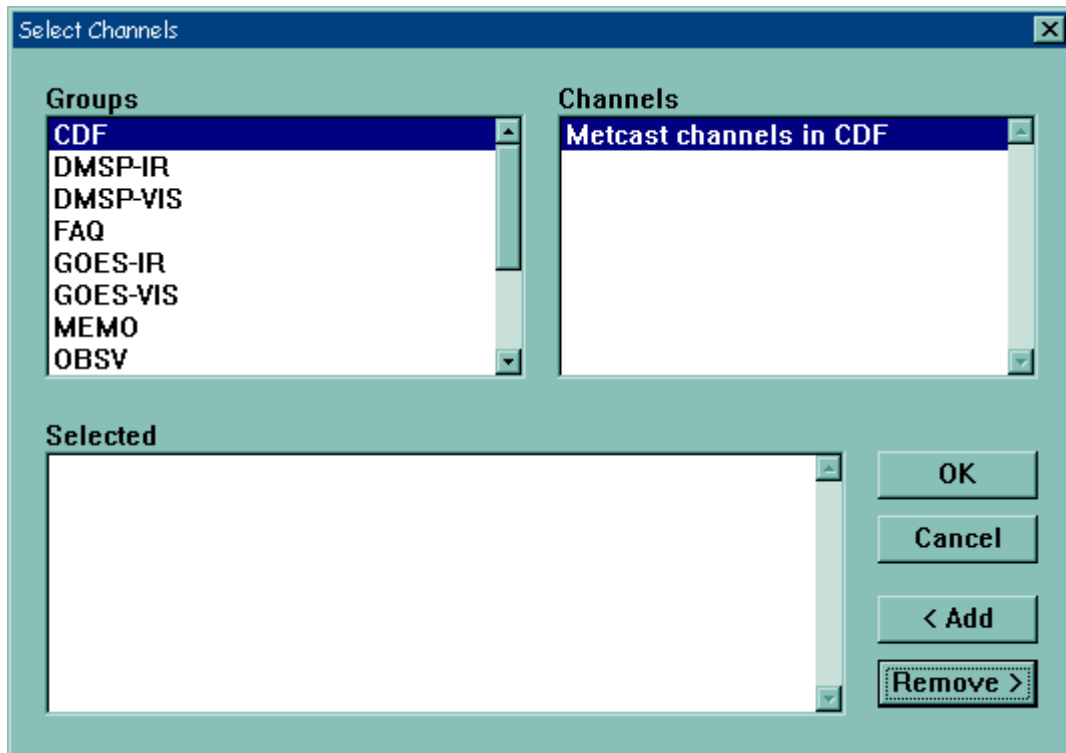 Select Channels
Groups
CDF
DMSP-IR
DMSP-VIS
FAQ
GOES-IR
GOES-VIS
MEMO
OBSV
Channels
Metcast channels in CDF
Selected
OK
Cancel
< Add
Remove >